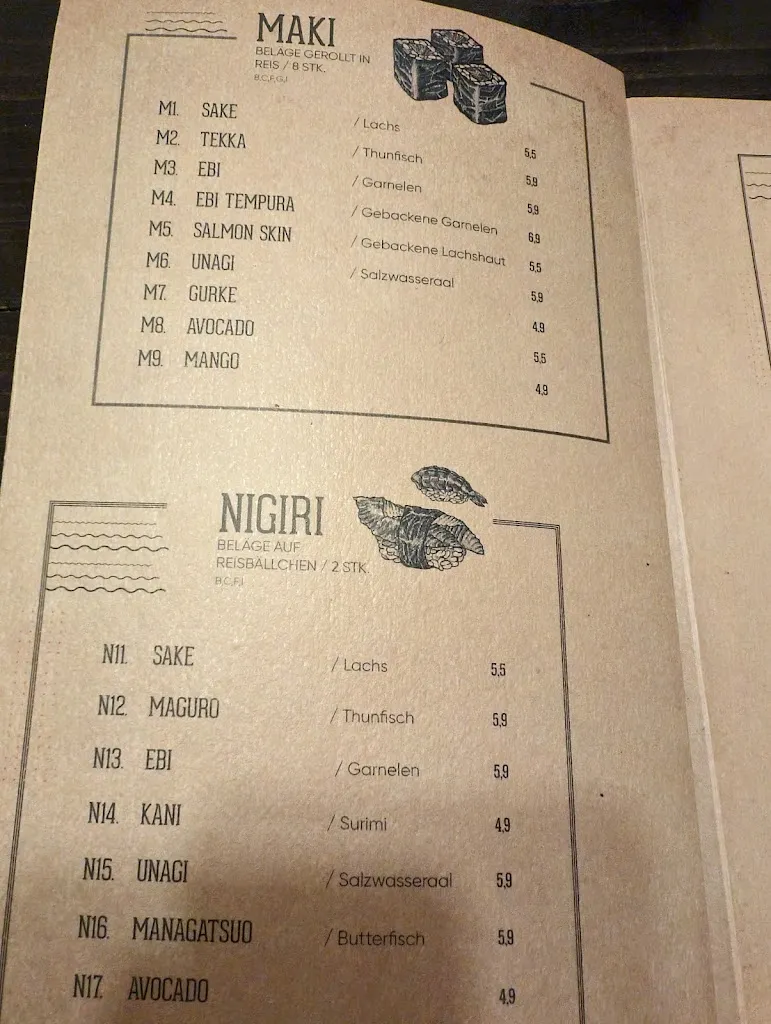 MAKI
BELÄGE GEROLLT IN
REIS / 8 STK.
B,C,F,G,I
M1. SAKE / Lachs 5,5
M2. TEKKA / Thunfisch 5,9
M3. EBI / Garnelen 5,9
M4. EBI TEMPURA / Gebackene Garnelen 6,9
M5. SALMON SKIN / Gebackene Lachshaut 5,5
M6. UNAGI / Salzwasseraal 5,9
M7. GURKE 4,9
M8. AVOCADO 5,5
M9. MANGO 4,9
NIGIRI
BELÄGE AUF
REISBÄLLCHEN / 2 STK.
B,C,F,I
N11. SAKE / Lachs 5,5
N12. MAGURO / Thunfisch 5,9
N13. EBI / Garnelen 5,9
N14. KANI / Surimi 4,9
N15. UNAGI / Salzwasseraal 5,9
N16. MANAGATSUO / Butterfisch 5,9
N17. AVOCADO 4,9